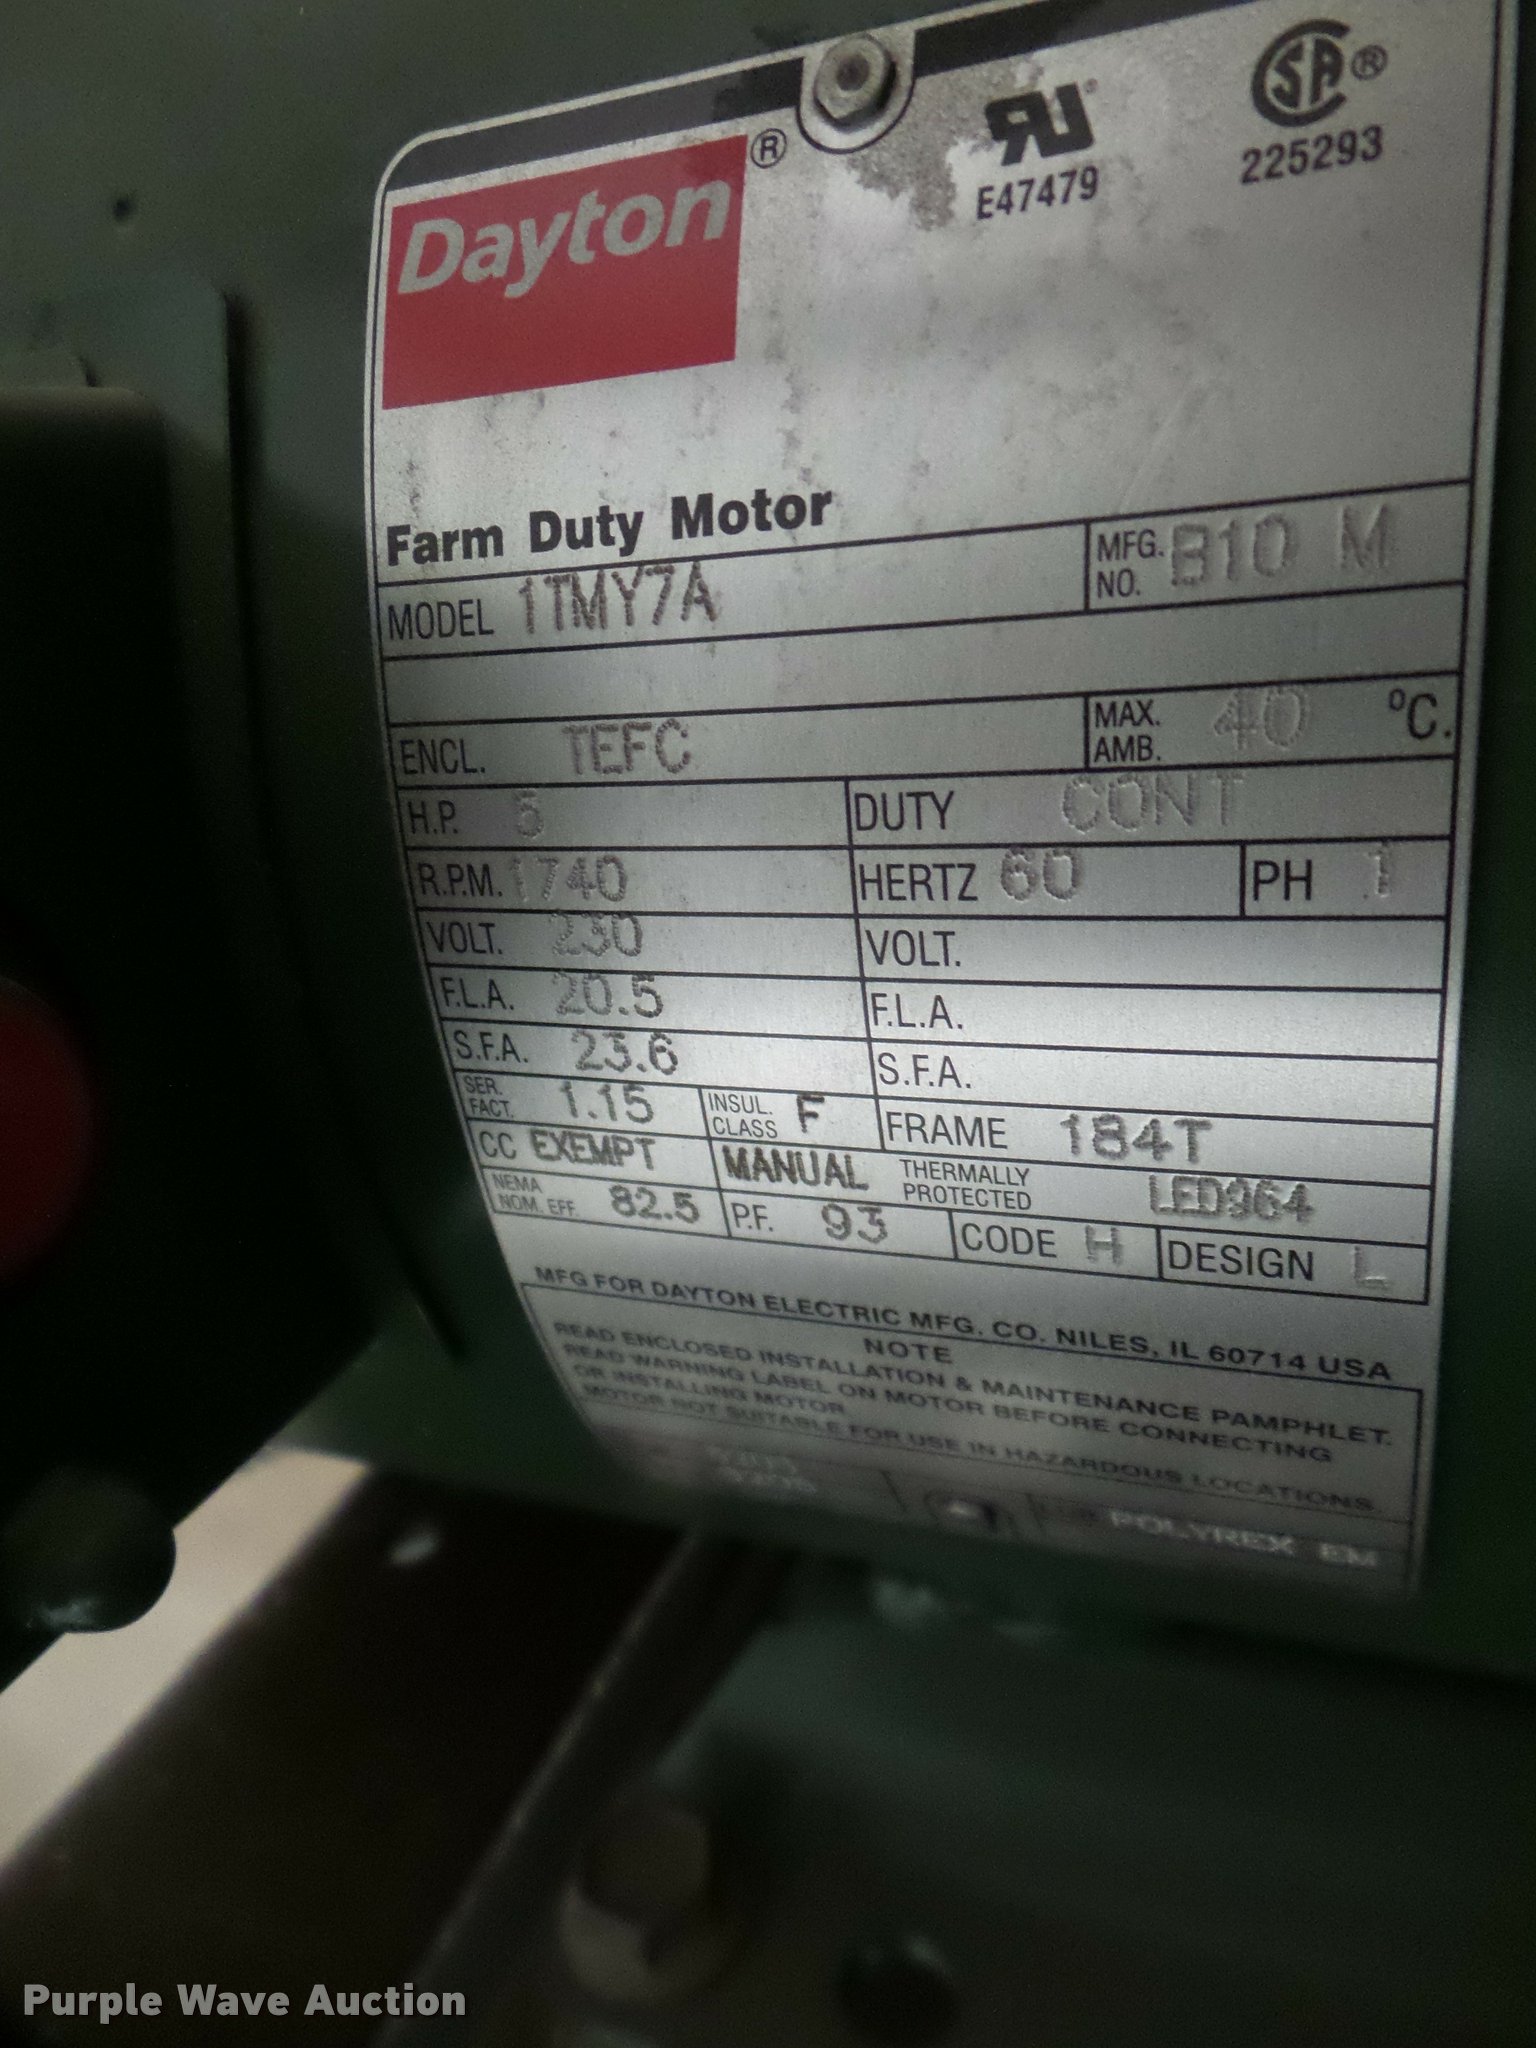 Dayton®
E47479
225293
Farm Duty Motor
MODEL 1TMY7A
MFG. NO. B10 M
ENCL. TEFC
MAX. AMB. 40 °C.
H.P. 5
DUTY CONT
R.P.M. 1740
HERTZ 60
PH 1
VOLT. 230
VOLT.
F.L.A. 20.5
F.L.A.
S.F.A. 23.6
S.F.A.
SER. FACT. 1.15
INSUL. CLASS F
FRAME 184T
CC EXEMPT
MANUAL THERMALLY PROTECTED
LED964
NEMA NOM. EFF. 82.5
P.F. 93
CODE H
DESIGN L
MFG FOR DAYTON ELECTRIC MFG. CO. NILES, IL 60714 USA
NOTE
READ ENCLOSED INSTALLATION & MAINTENANCE PAMPHLET.
READ WARNING LABEL ON MOTOR BEFORE CONNECTING
OR INSTALLING MOTOR
MOTOR NOT SUITABLE FOR USE IN HAZARDOUS LOCATIONS
POLYREX EM
Purple Wave Auction